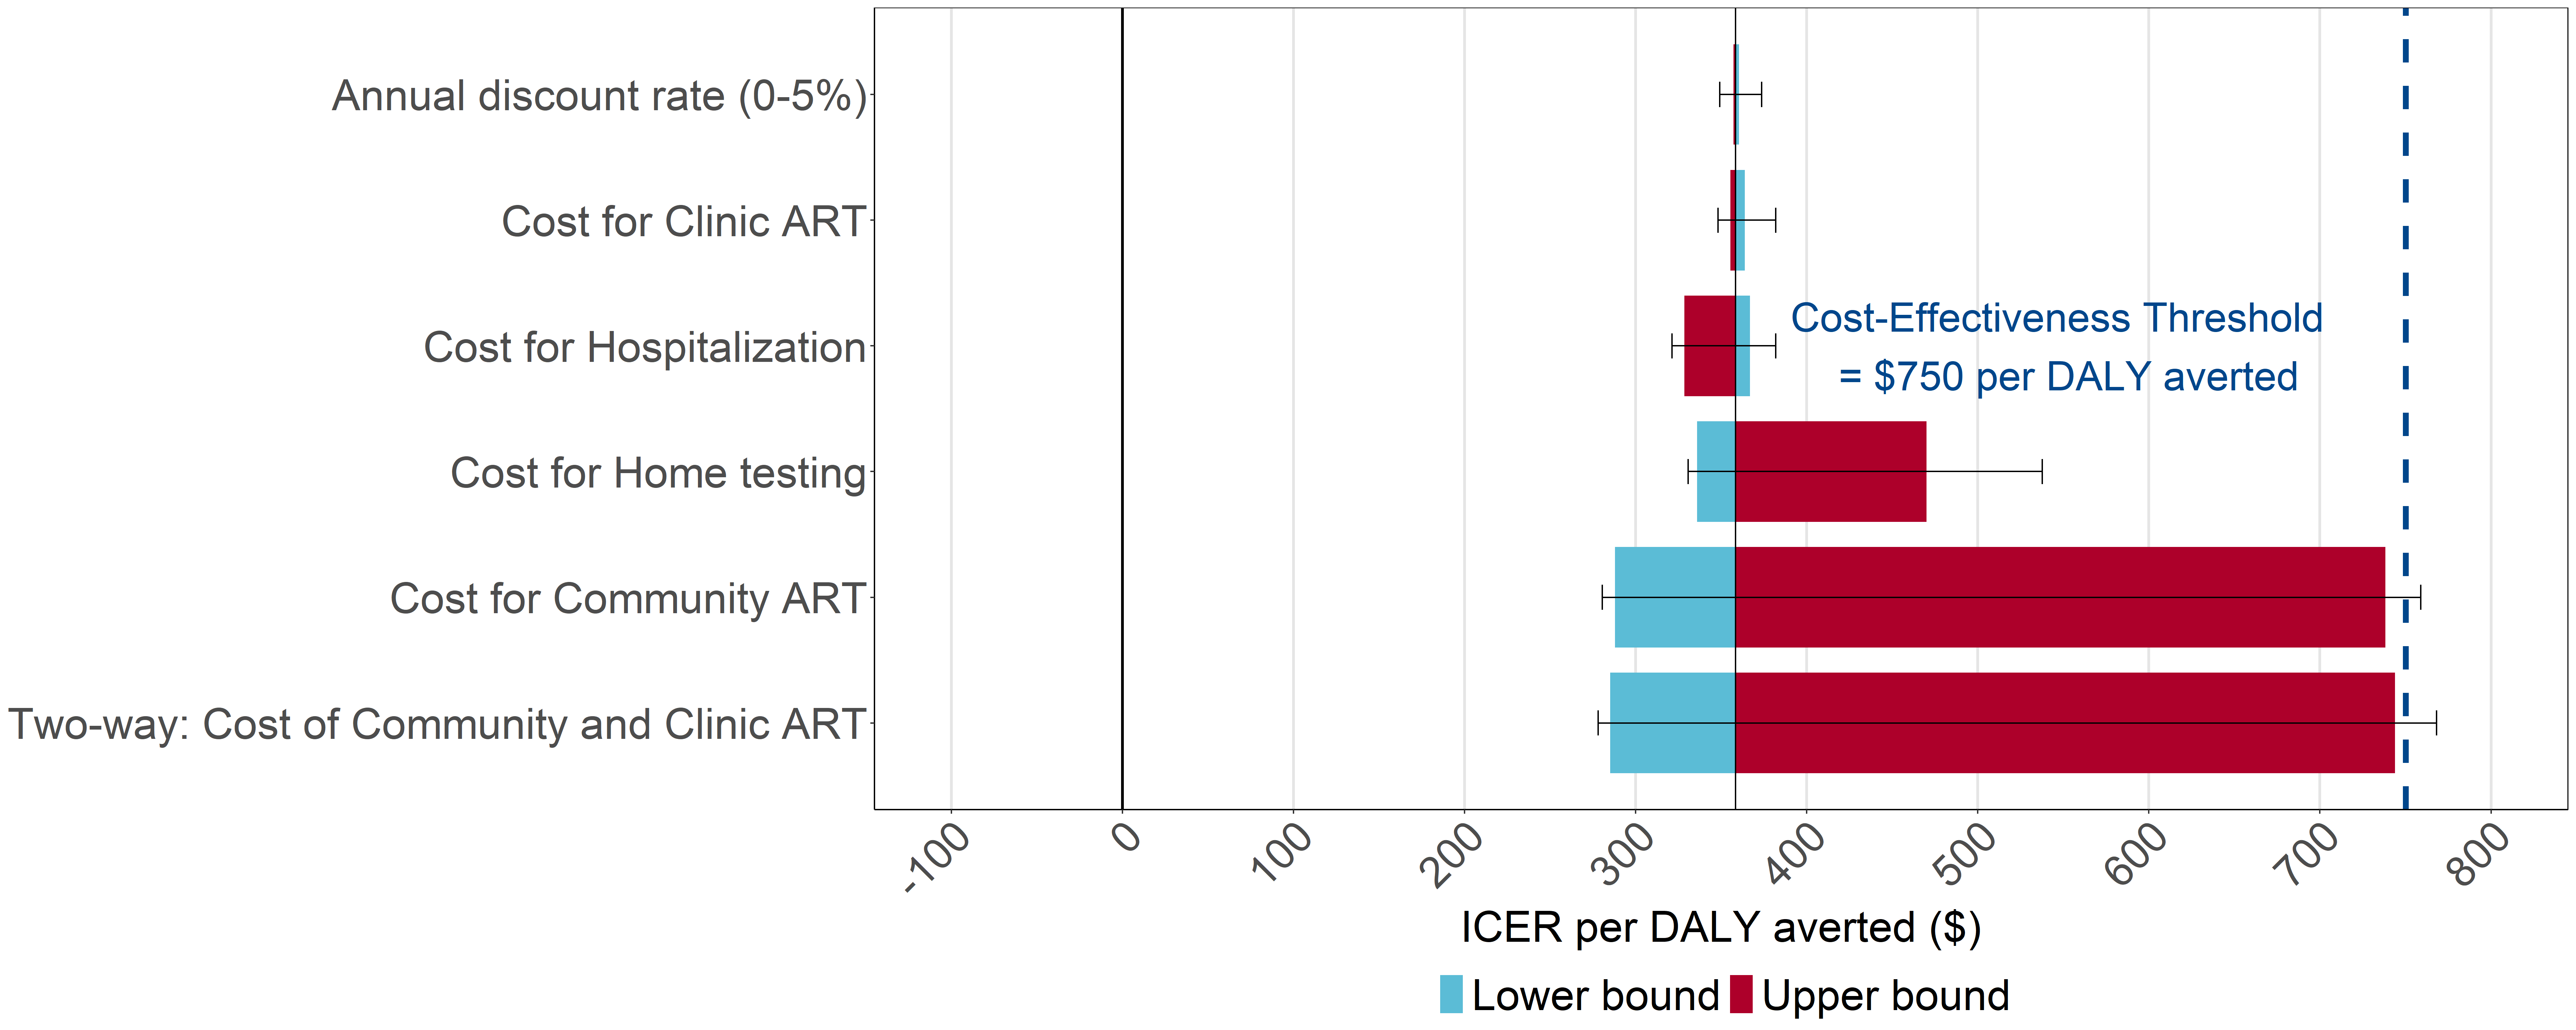 Annual discount rate (0-5%)
Cost for Clinic ART
Cost for Hospitalization
Cost-Effectiveness Threshold
= $750 per DALY averted
Cost for Home testing
Cost for Community ART
Two-way: Cost of Community and Clinic ART
-100 0 100 200 300 400 500 600 700 800
ICER per DALY averted ($)
Lower bound Upper bound